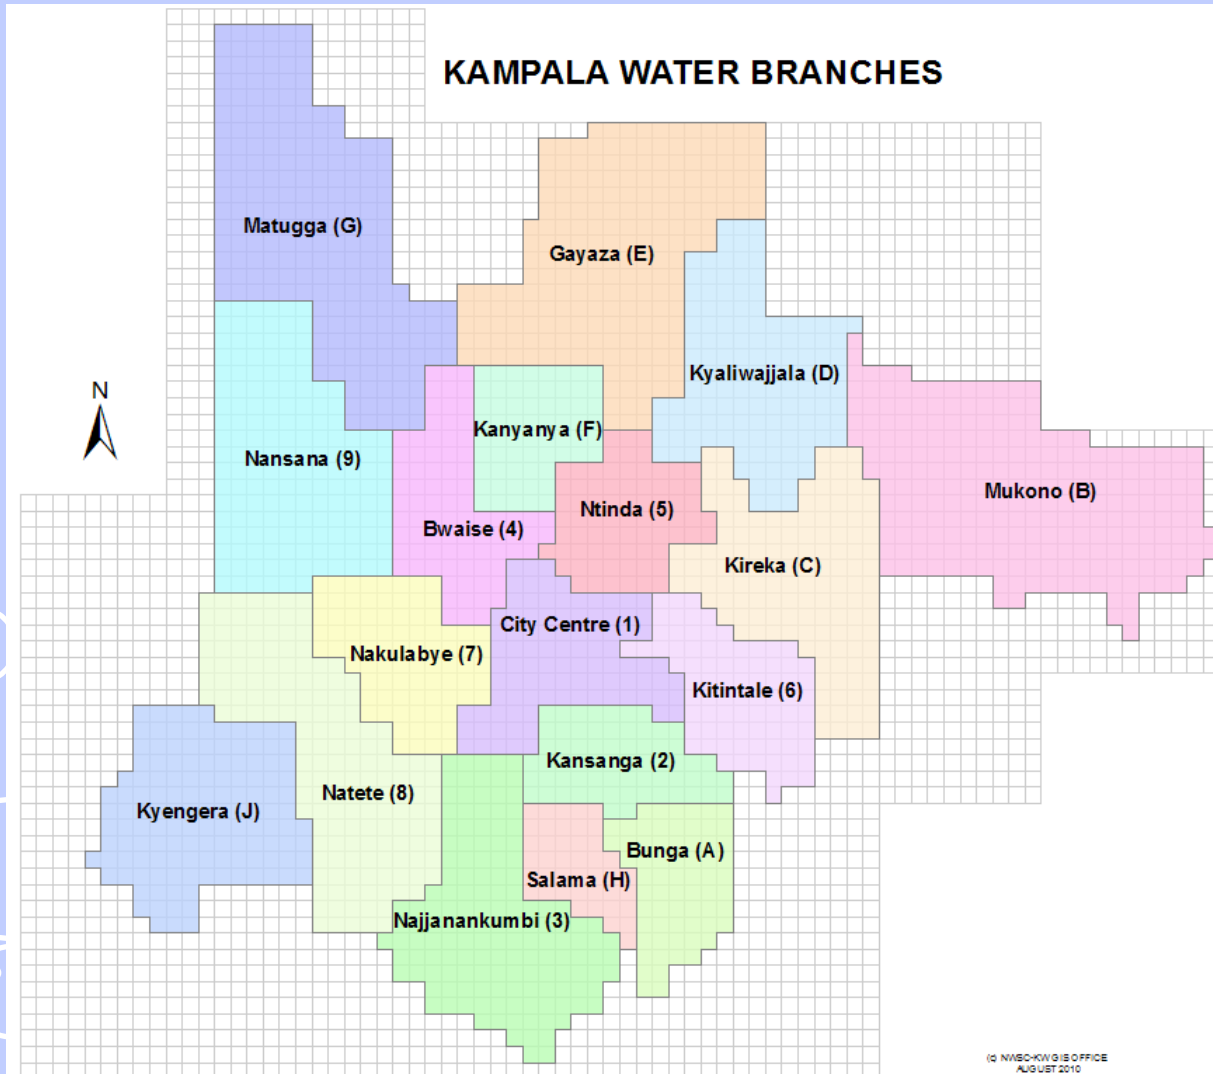 KAMPALA WATER BRANCHES
Matugga (G)
Gayaza (E)
Kyaliwajjala (D)
N
Kanyanya (F)
Nansana (9)
Mukono (B)
Ntinda (5)
Bwaise (4)
Kireka (C)
City Centre (1)
Nakulabye (7)
Kitintale (6)
Kansanga (2)
Natete (8)
Kyengera (J)
Bunga (A)
Salama (H)
Najjanankumbi (3)
(c) NWSC-KW GIS OFFICE
AUGUST 2010